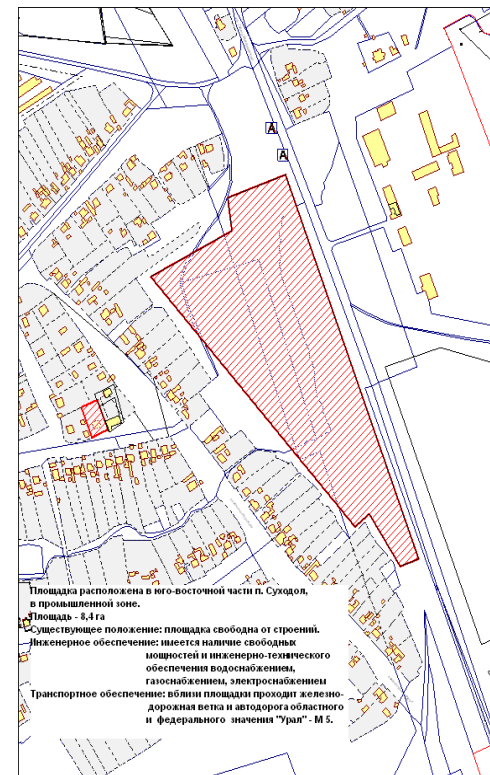 А
А
Площадка расположена в юго-восточной части п. Суходол,
в промышленной зоне.
Площадь - 8,4 га
Существующее положение: площадка свободна от строений.
Инженерное обеспечение: имеется наличие свободных
мощностей и инженерно-технического
обеспечения водоснабжением,
газоснабжением, электроснабжением
Транспортное обеспечение: вблизи площадки проходит железно-
дорожная ветка и автодорога областного
и федерального значения "Урал" - М 5.